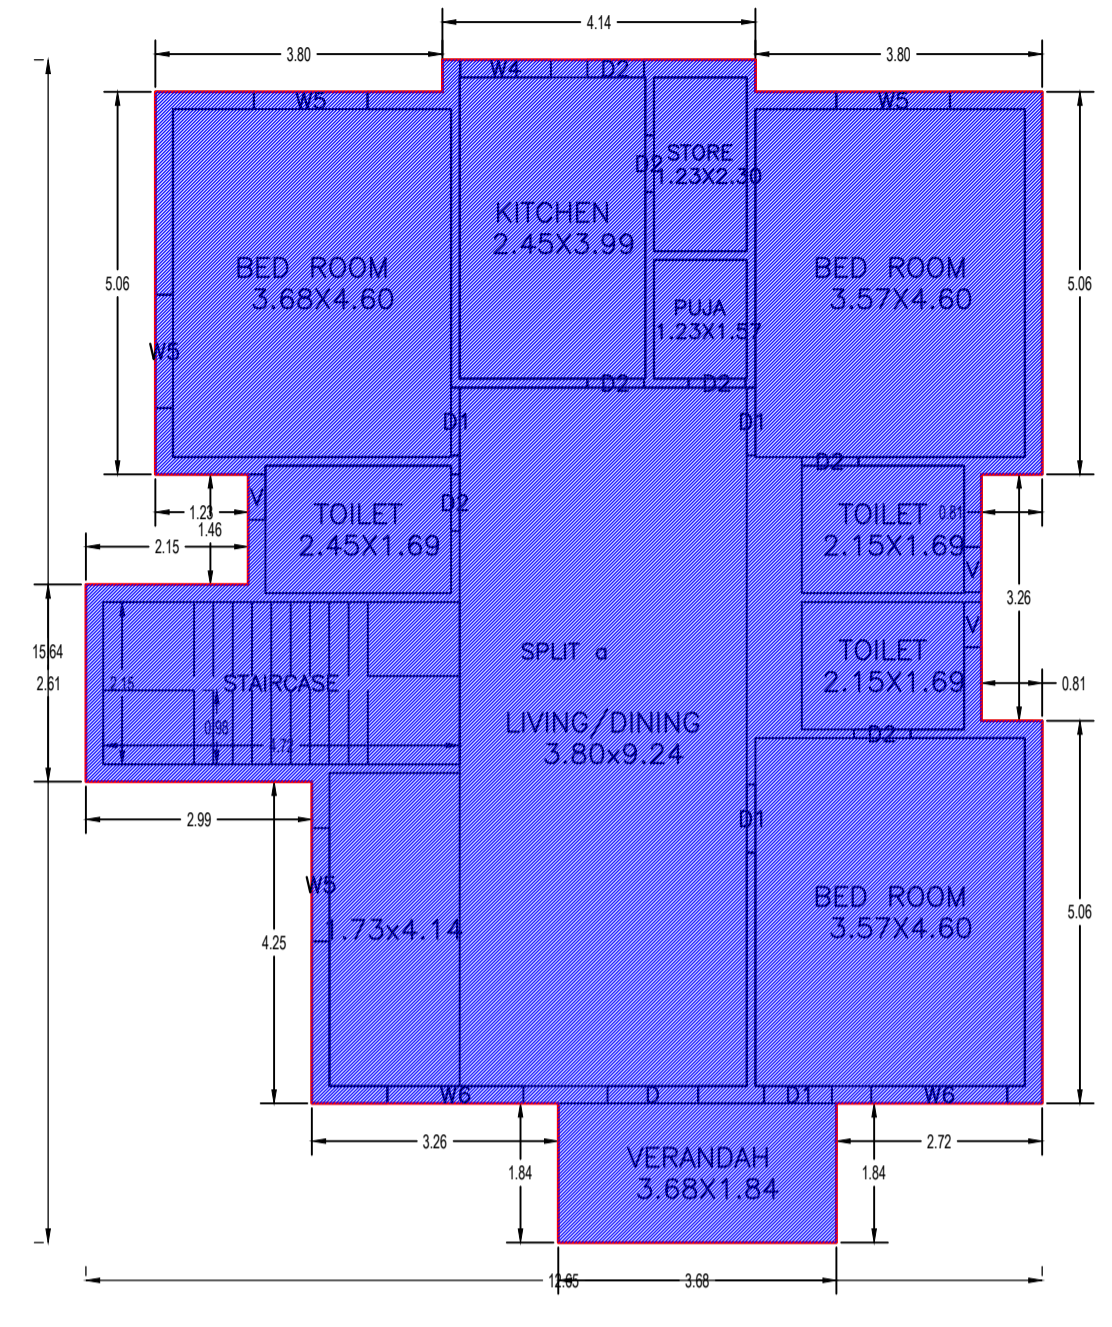 4.14
3.80
3.80
W4
D2
W5
W5
STORE
D2
1.23X2.30
KITCHEN
2.45X3.99
BED ROOM
3.68X4.60
BED ROOM
3.57X4.60
5.06
5.06
PUJA
1.23X1.57
W5
D2
D2
D1
D1
D2
V
D2
1.23
1.46
TOILET
2.45X1.69
TOILET
2.15X1.69
0.81
2.15
V
3.26
V
15.64
2.61
SPLIT a
TOILET
2.15X1.69
2.15
STAIRCASE
0.81
0.98
4.72
LIVING/DINING
3.80x9.24
D2
2.99
D1
W5
4.25
1.73x4.14
BED ROOM
3.57X4.60
5.06
W6
D
D1
W6
3.26
2.72
1.84
VERANDAH
3.68X1.84
1.84
12.65
3.68